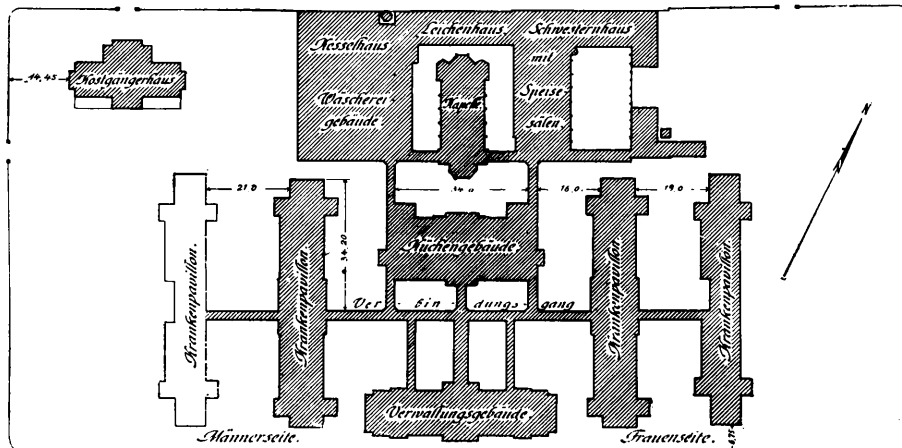 Kesselhaus
Leichenhaus.
Schwesternhaus
mit
Speise-
sälen
Wäscherei
gebäude.
Kapelle
Kostgängerhaus
14,45
N
21.0
34.0
16.0
19.0
34.20
Küchengebäude.
Ver bin dungs gang
Krankenpavillon.
Krankenpavillon.
Krankenpavillon.
Krankenpavillon.
Verwaltungsgebäude.
Männerseite.
Frauenseite.